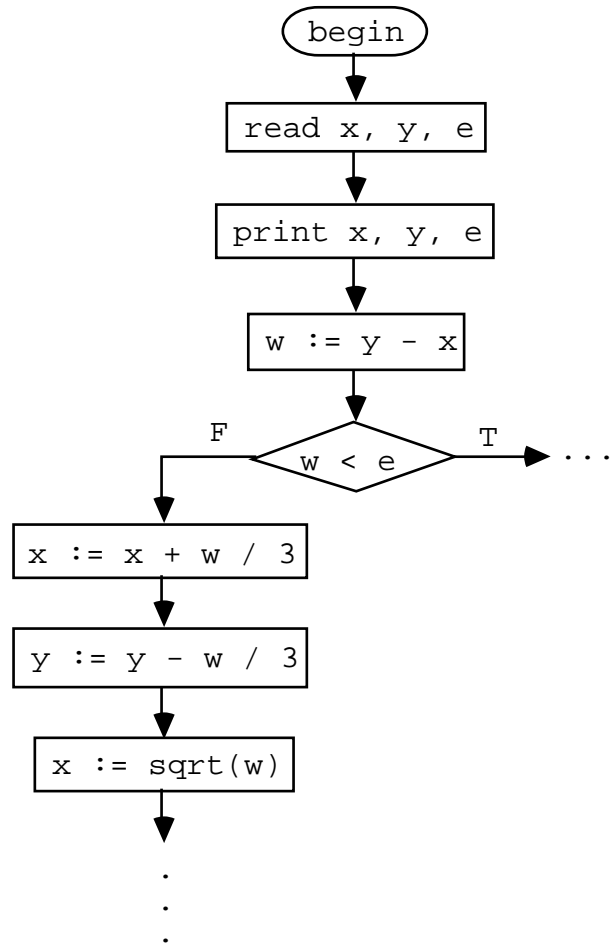 begin
read x, y, e
print x, y, e
w := y - x
F
w < e
T
...
x := x + w / 3
y := y - w / 3
x := sqrt(w)
.
.
.